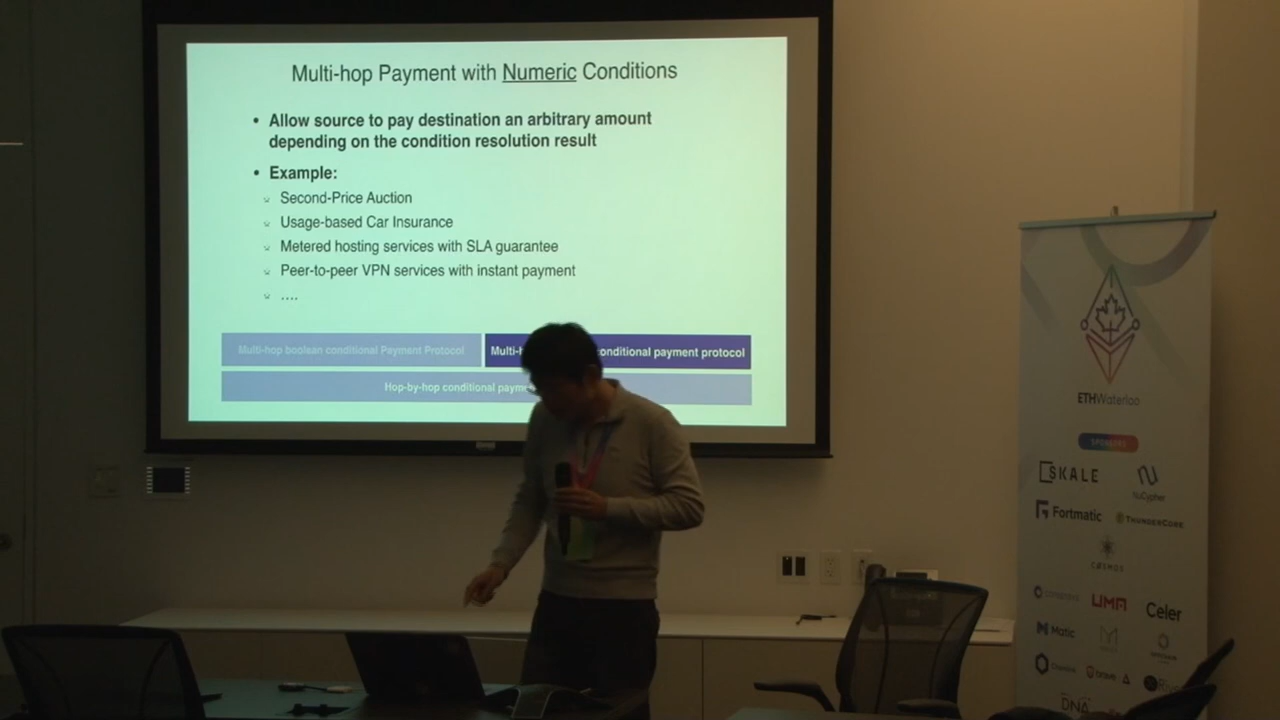 Multi-hop Payment with Numeric Conditions
• Allow source to pay destination an arbitrary amount
depending on the condition resolution result
• Example:
Second-Price Auction
Usage-based Car Insurance
Metered hosting services with SLA guarantee
Peer-to-peer VPN services with instant payment
....
Multi-hop boolean conditional Payment Protocol
Multi-h conditional payment protocol
Hop-by-hop conditional payme
ETHWaterloo
SPONSORS
SKALE
NuCypher
Fortmatic
THUNDERCORE
COSMOS
UMA
Celer
Matic
DNA